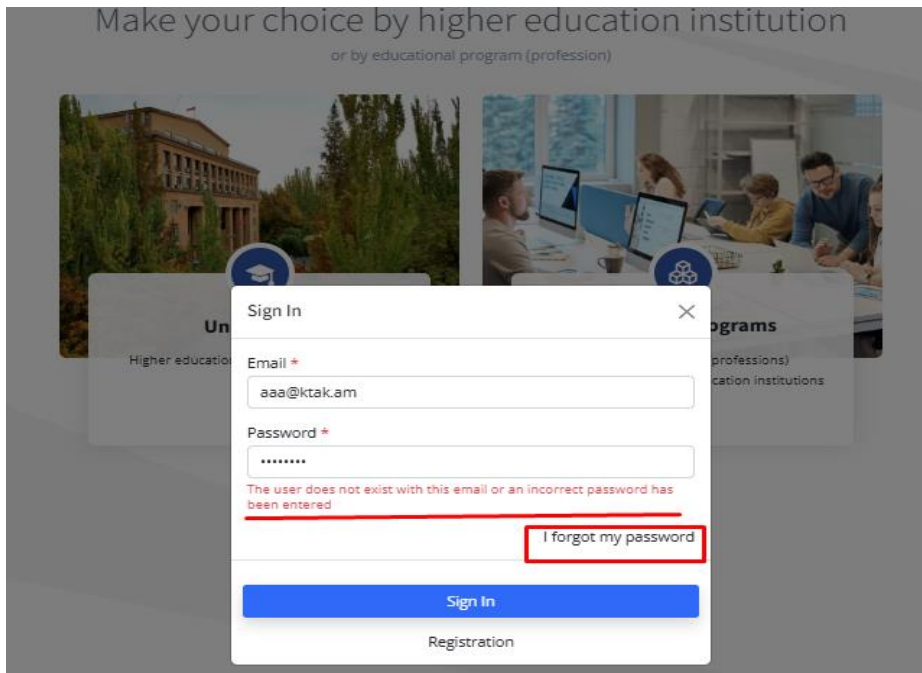 Make your choice by higher education institution
or by educational program (profession)
Un
ograms
Higher educatio
professions)
cation institutions
Sign In
Email *
aaa@ktak.am
Password *
••••••••
The user does not exist with this email or an incorrect password has
been entered
I forgot my password
Sign In
Registration